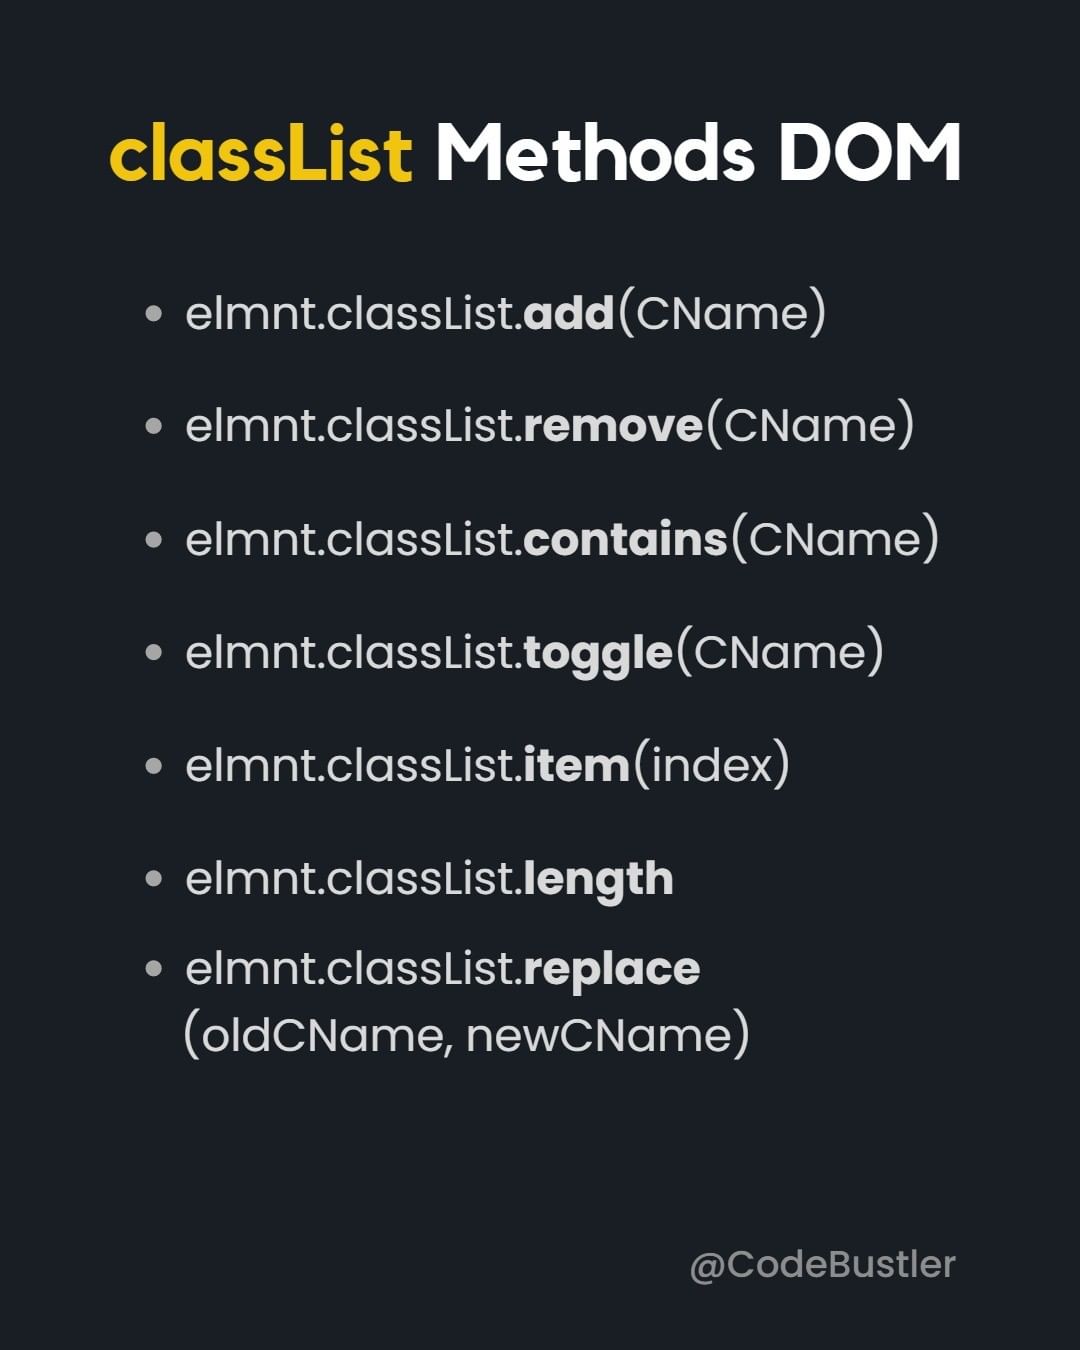 classList Methods DOM
• elmnt.classList.add(CName)
• elmnt.classList.remove(CName)
• elmnt.classList.contains(CName)
• elmnt.classList.toggle(CName)
• elmnt.classList.item(index)
• elmnt.classList.length
• elmnt.classList.replace
(oldCName, newCName)
@CodeBustler